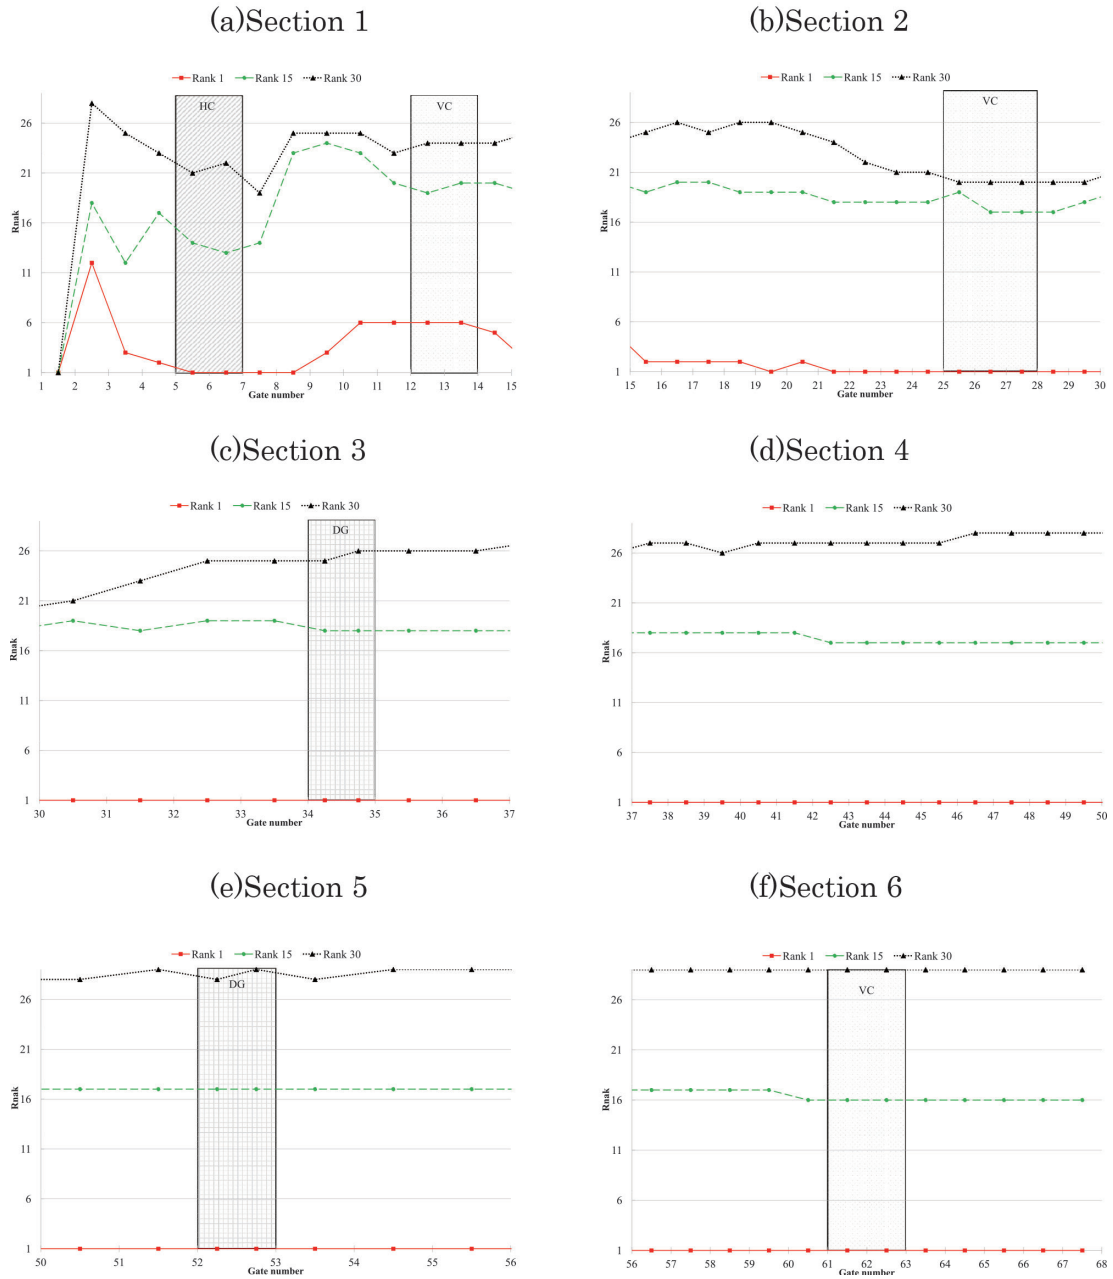 (a)Section 1
Rank 1 Rank 15 Rank 30
HC VC
26
21
16
11
6
1
Rnak
1 2 3 4 5 6 7 8 9 10 11 12 13 14 15
Gate number
(b)Section 2
Rank 1 Rank 15 Rank 30
VC
26
21
16
11
6
1
Rnak
15 16 17 18 19 20 21 22 23 24 25 26 27 28 29 30
Gate number
(c)Section 3
Rank 1 Rank 15 Rank 30
DG
26
21
16
11
6
1
Rnak
30 31 32 33 34 35 36 37
Gate number
(d)Section 4
Rank 1 Rank 15 Rank 30
26
21
16
11
6
1
Rnak
37 38 39 40 41 42 43 44 45 46 47 48 49 50
Gate number
(e)Section 5
Rank 1 Rank 15 Rank 30
DG
26
21
16
11
6
1
Rnak
50 51 52 53 54 55 56
Gate number
(f)Section 6
Rank 1 Rank 15 Rank 30
VC
26
21
16
11
6
1
Rnak
56 57 58 59 60 61 62 63 64 65 66 67 68
Gate number